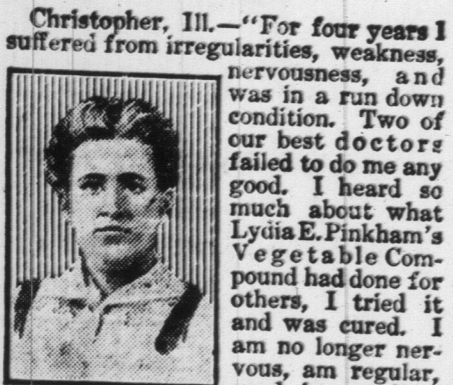 Christopher, Ill.—"For four years I
suffered from irregularities, weakness,
nervousness, and
was in a run down
condition. Two of
our best doctors
failed to do me any
good. I heard so
much about what
Lydia E. Pinkham's
Vegetable Com-
pound had done for
others, I tried it
and was cured. I
am no longer ner-
vous, am regular,